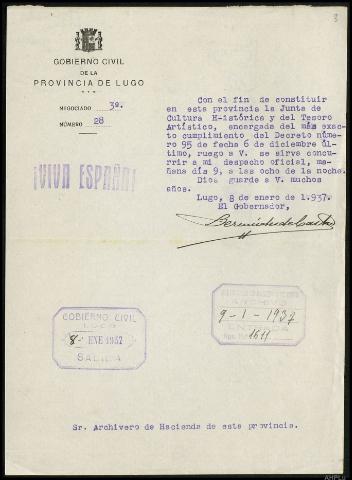 GOBIERNO CIVIL
DE LA
PROVINCIA DE LUGO
NEGOCIADO 3º.
NÚMERO 28
¡VIVA ESPAÑA!
Con el fin de constituir
en esta provincia la Junta de
Cultura Histórica y del Tesoro
Artístico, encargada del más exac-
to cumplimiento del Decreto núme-
ro 95 de fecha 6 de diciembre úl-
timo, ruego a V. se sirva concu-
rrir a mi despacho oficial, ma-
ñana día 9, a las ocho de la noche.
Dios guarde a V. muchos
años.
Lugo, 8 de enero de 1.937.
El Gobernador,
GOBIERNO CIVIL
LUGO
8- ENE 1937
SALIDA
ARCHIVO
9-1-1937
ENTRADA
1611
Sr. Archivero de Hacienda de esta provincia.
AHPLU